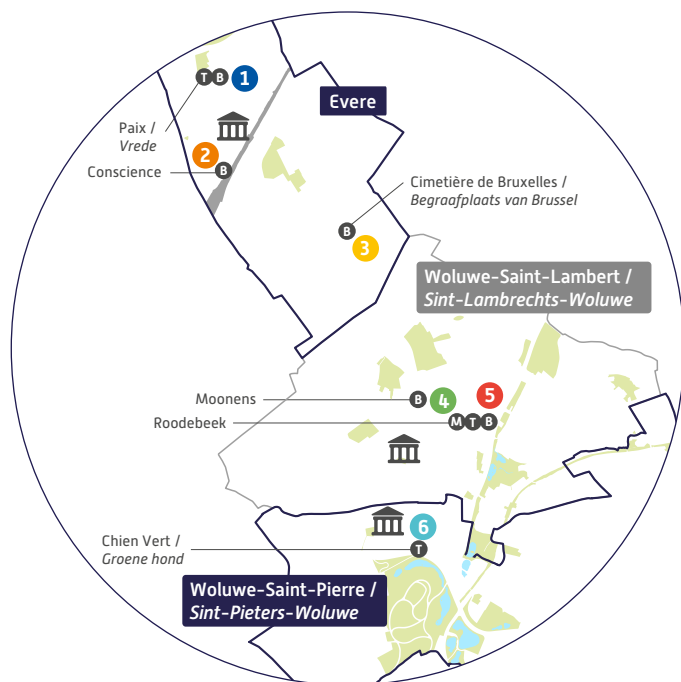 T B 1
Evere
Paix /
Vrede
2
Conscience
B
Cimetière de Bruxelles /
Begraafplaats van Brussel
B
3
Woluwe-Saint-Lambert /
Sint-Lambrechts-Woluwe
Moonens
B 4
5
Roodebeek
M T B
6
Chien Vert /
Groene hond
T
Woluwe-Saint-Pierre /
Sint-Pieters-Woluwe